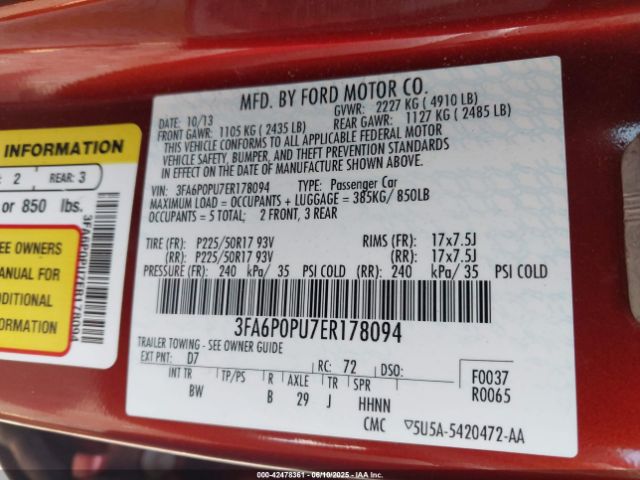 INFORMATION
2 REAR: 3
or 850 lbs.
SEE OWNERS
MANUAL FOR
ADDITIONAL
INFORMATION
3FA6P0PU7ER178094
MFD. BY FORD MOTOR CO.
DATE: 10/13 GVWR: 2227 KG ( 4910 LB)
FRONT GAWR: 1105 KG ( 2435 LB) REAR GAWR: 1127 KG ( 2485 LB)
THIS VEHICLE CONFORMS TO ALL APPLICABLE FEDERAL MOTOR
VEHICLE SAFETY, BUMPER, AND THEFT PREVENTION STANDARDS
IN EFFECT ON THE DATE OF MANUFACTURE SHOWN ABOVE.
VIN: 3FA6P0PU7ER178094 TYPE: Passenger Car
MAXIMUM LOAD = OCCUPANTS + LUGGAGE = 385KG/ 850LB
OCCUPANTS = 5 TOTAL; 2 FRONT, 3 REAR
TIRE (FR): P225/50R17 93V RIMS (FR): 17x7.5J
(RR): P225/50R17 93V (RR): 17x7.5J
PRESSURE (FR): 240 kPa/ 35 PSI COLD (RR): 240 kPa/ 35 PSI COLD
3FA6P0PU7ER178094
TRAILER TOWING - SEE OWNER GUIDE
EXT PNT: D7 RC: 72 DSO: F0037
INT TR TP/PS R AXLE TR SPR R0065
BW B 29 J HHNN
CMC ▽5U5A-5420472-AA
000-42478361 - 06/10/2025 - IAA